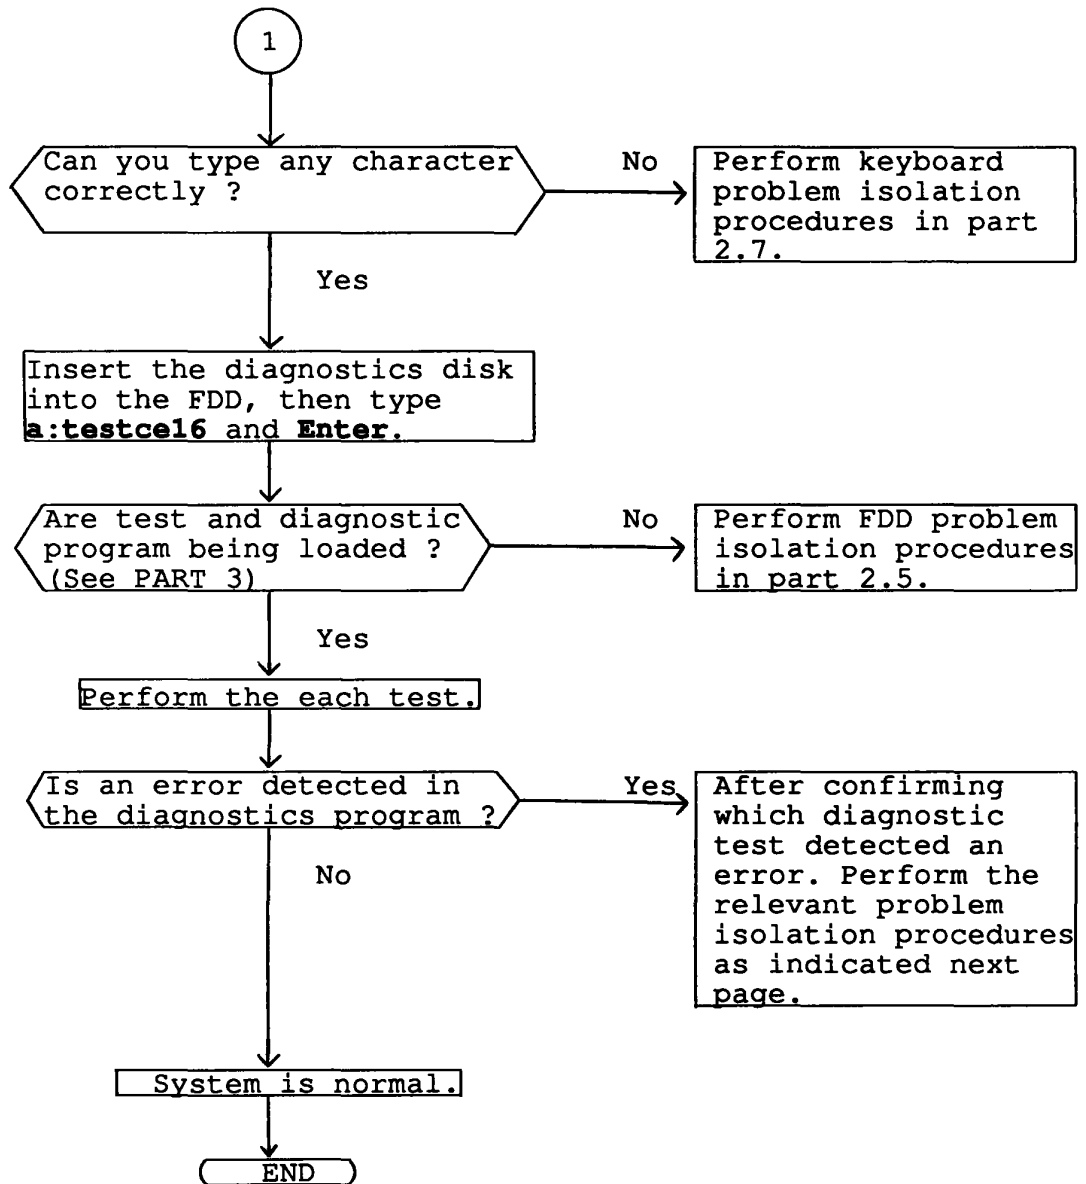 1
Can you type any character
correctly ?
No
Perform keyboard
problem isolation
procedures in part
2.7.
Yes
Insert the diagnostics disk
into the FDD, then type
a:testce16 and Enter.
Are test and diagnostic
program being loaded ?
(See PART 3)
No
Perform FDD problem
isolation procedures
in part 2.5.
Yes
Perform the each test.
Is an error detected in
the diagnostics program ?
Yes
After confirming
which diagnostic
test detected an
error. Perform the
relevant problem
isolation procedures
as indicated next
page.
No
System is normal.
END